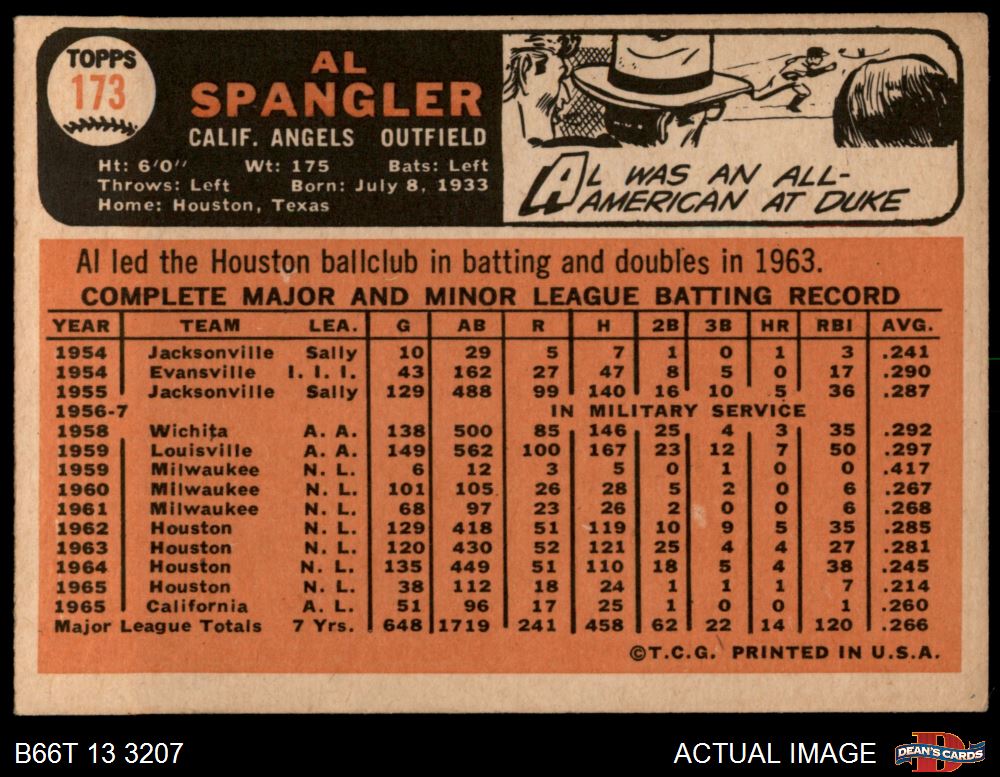 TOPPS
173
AL
SPANGLER
CALIF. ANGELS OUTFIELD
Ht: 6'0" Wt: 175 Bats: Left
Throws: Left Born: July 8, 1933
Home: Houston, Texas
AL WAS AN ALL-
AMERICAN AT DUKE
Al led the Houston ballclub in batting and doubles in 1963.
COMPLETE MAJOR AND MINOR LEAGUE BATTING RECORD
YEAR TEAM LEA. G AB R H 2B 3B HR RBI AVG.
1954 Jacksonville Sally 10 29 5 7 1 0 1 3 .241
1954 Evansville I. I. I. 43 162 27 47 8 5 0 17 .290
1955 Jacksonville Sally 129 488 99 140 16 10 5 36 .287
1956-7 IN MILITARY SERVICE
1958 Wichita A. A. 138 500 85 146 25 4 3 35 .292
1959 Louisville A. A. 149 562 100 167 23 12 7 50 .297
1959 Milwaukee N. L. 6 12 3 5 0 1 0 0 .417
1960 Milwaukee N. L. 101 105 26 28 5 2 0 6 .267
1961 Milwaukee N. L. 68 97 23 26 2 0 0 6 .268
1962 Houston N. L. 129 418 51 119 10 9 5 35 .285
1963 Houston N. L. 120 430 52 121 25 4 4 27 .281
1964 Houston N. L. 135 449 51 110 18 5 4 38 .245
1965 Houston N. L. 38 112 18 24 1 1 1 7 .214
1965 California A. L. 51 96 17 25 1 0 0 1 .260
Major League Totals 7 Yrs. 648 1719 241 458 62 22 14 120 .266
©T.C.G. PRINTED IN U.S.A.
B66T 13 3207 ACTUAL IMAGE DEAN'S CARDS